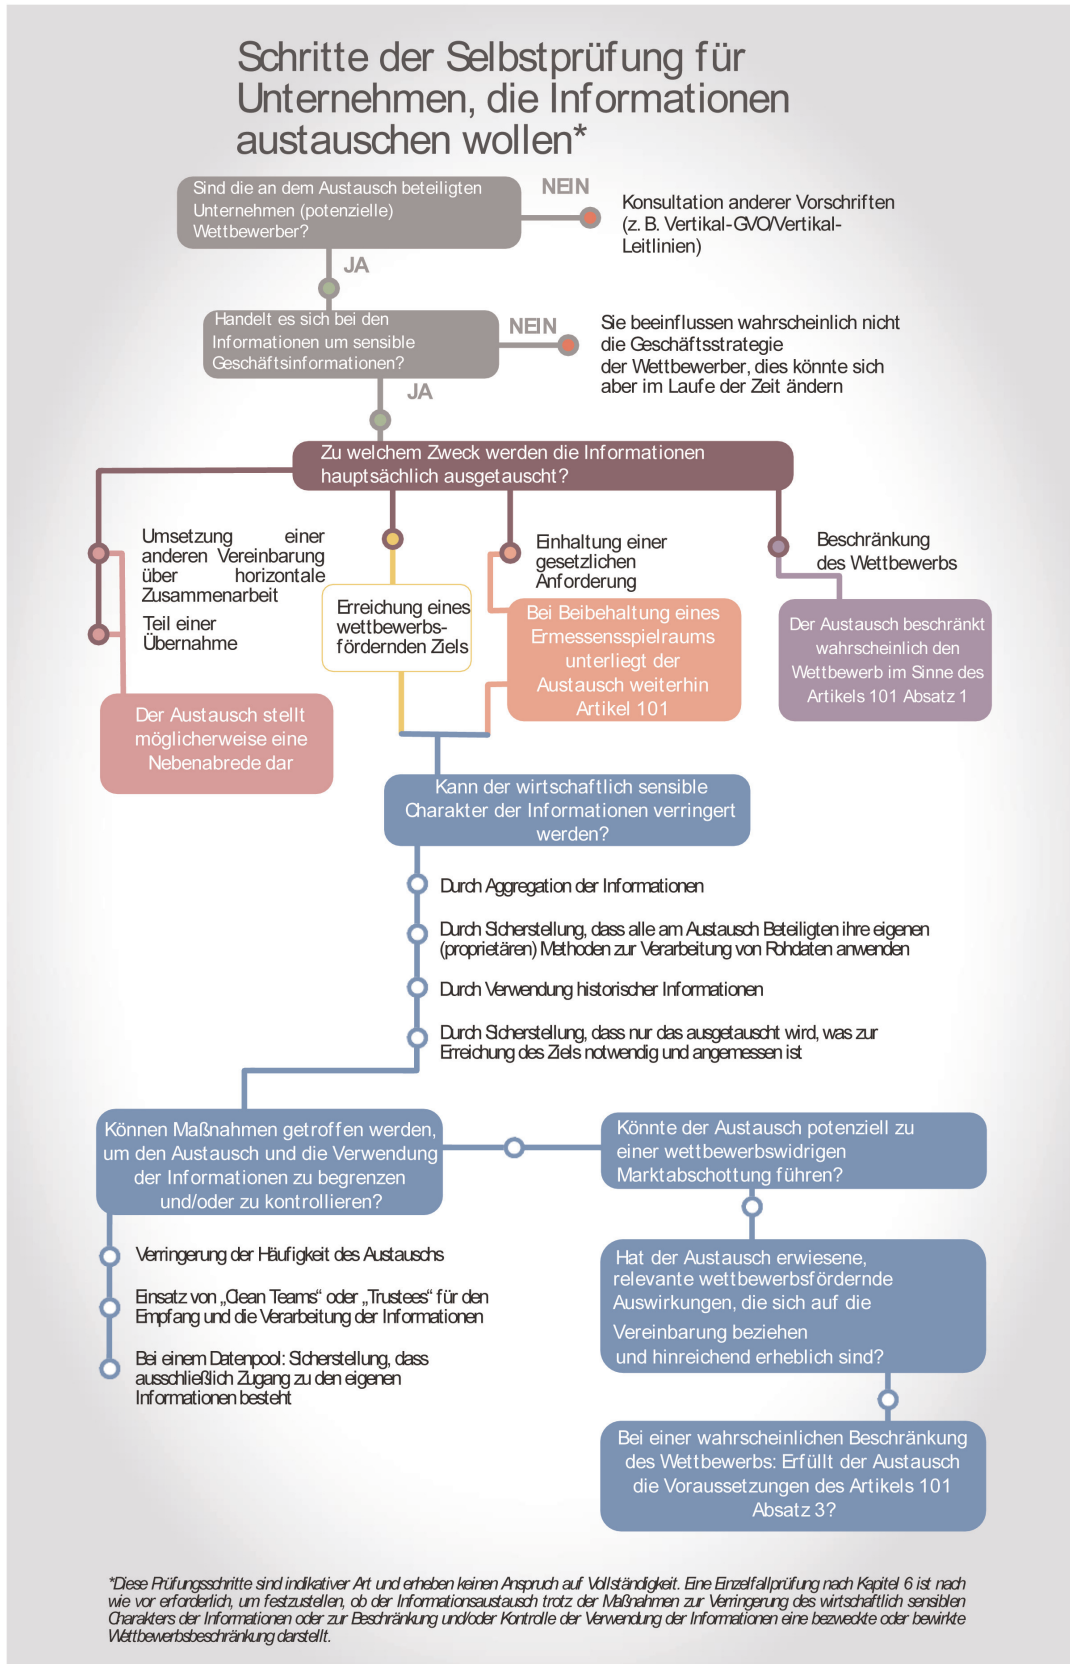 Schritte der Selbstprüfung für
Unternehmen, die Informationen
austauschen wollen*
Sind die an dem Austausch beteiligten
Unternehmen (potenzielle)
Wettbewerber?
NEIN
Konsultation anderer Vorschriften
(z. B. Vertikal-GVO/Vertikal-
Leitlinien)
JA
Handelt es sich bei den
Informationen um sensible
Geschäftsinformationen?
NEIN
Sie beeinflussen wahrscheinlich nicht
die Geschäftsstrategie
der Wettbewerber, dies könnte sich
aber im Laufe der Zeit ändern
JA
Zu welchem Zweck werden die Informationen
hauptsächlich ausgetauscht?
Umsetzung einer
anderen Vereinbarung
über horizontale
Zusammenarbeit
Teil einer
Übernahme
Der Austausch stellt
möglicherweise eine
Nebenabrede dar
Erreichung eines
wettbewerbs-
fördernden Ziels
Einhaltung einer
gesetzlichen
Anforderung
Bei Beibehaltung eines
Ermessensspielraums
unterliegt der
Austausch weiterhin
Artikel 101
Beschränkung
des Wettbewerbs
Der Austausch beschränkt
wahrscheinlich den
Wettbewerb im Sinne des
Artikels 101 Absatz 1
Kann der wirtschaftlich sensible
Charakter der Informationen verringert
werden?
Durch Aggregation der Informationen
Durch Sicherstellung, dass alle am Austausch Beteiligten ihre eigenen
(proprietären) Methoden zur Verarbeitung von Rohdaten anwenden
Durch Verwendung historischer Informationen
Durch Sicherstellung, dass nur das ausgetauscht wird, was zur
Erreichung des Ziels notwendig und angemessen ist
Können Maßnahmen getroffen werden,
um den Austausch und die Verwendung
der Informationen zu begrenzen
und/oder zu kontrollieren?
Verringerung der Häufigkeit des Austauschs
Einsatz von „Clean Teams“ oder „Trustees“ für den
Empfang und die Verarbeitung der Informationen
Bei einem Datenpool: Sicherstellung, dass
ausschließlich Zugang zu den eigenen
Informationen besteht
Könnte der Austausch potenziell zu
einer wettbewerbswidrigen
Marktabschottung führen?
Hat der Austausch erwiesene,
relevante wettbewerbsfördernde
Auswirkungen, die sich auf die
Vereinbarung beziehen
und hinreichend erheblich sind?
Bei einer wahrscheinlichen Beschränkung
des Wettbewerbs: Erfüllt der Austausch
die Voraussetzungen des Artikels 101
Absatz 3?
*Diese Prüfungsschritte sind indikativer Art und erheben keinen Anspruch auf Vollständigkeit. Eine Einzelfallprüfung nach Kapitel 6 ist nach
wie vor erforderlich, um festzustellen, ob der Informationsaustausch trotz der Maßnahmen zur Verringerung des wirtschaftlich sensiblen
Charakters der Informationen oder zur Beschränkung und/oder Kontrolle der Verwendung der Informationen eine bezweckte oder bewirkte
Wettbewerbsbeschränkung darstellt.